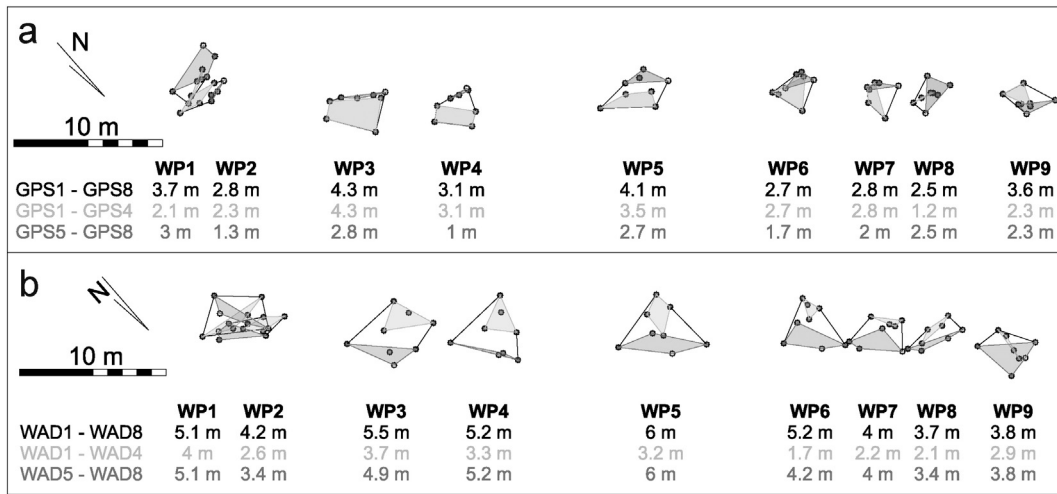 a
N
10 m
WP1 WP2 WP3 WP4 WP5 WP6 WP7 WP8 WP9
GPS1 - GPS8 3.7 m 2.8 m 4.3 m 3.1 m 4.1 m 2.7 m 2.8 m 2.5 m 3.6 m
GPS1 - GPS4 2.1 m 2.3 m 4.3 m 3.1 m 3.5 m 2.7 m 2.8 m 1.2 m 2.3 m
GPS5 - GPS8 3 m 1.3 m 2.8 m 1 m 2.7 m 1.7 m 2 m 2.5 m 2.3 m
b
N
10 m
WP1 WP2 WP3 WP4 WP5 WP6 WP7 WP8 WP9
WAD1 - WAD8 5.1 m 4.2 m 5.5 m 5.2 m 6 m 5.2 m 4 m 3.7 m 3.8 m
WAD1 - WAD4 4 m 2.6 m 3.7 m 3.3 m 3.2 m 1.7 m 2.2 m 2.1 m 2.9 m
WAD5 - WAD8 5.1 m 3.4 m 4.9 m 5.2 m 6 m 4.2 m 4 m 3.4 m 3.8 m